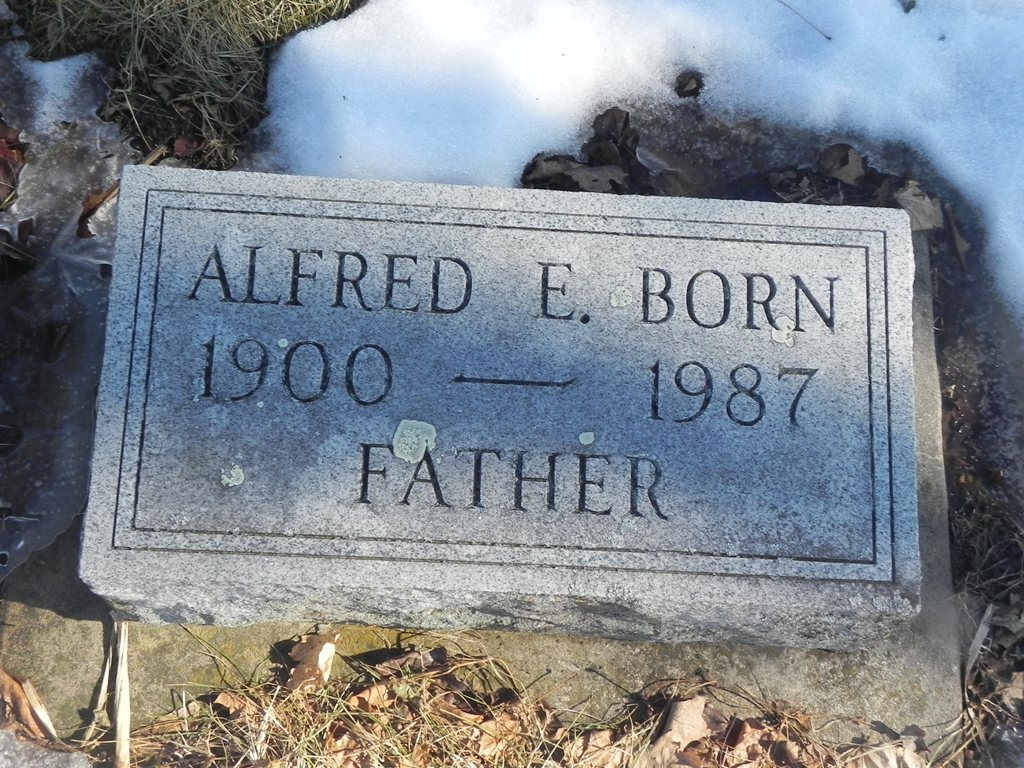 ALFRED E. BORN
1900 — 1987
FATHER